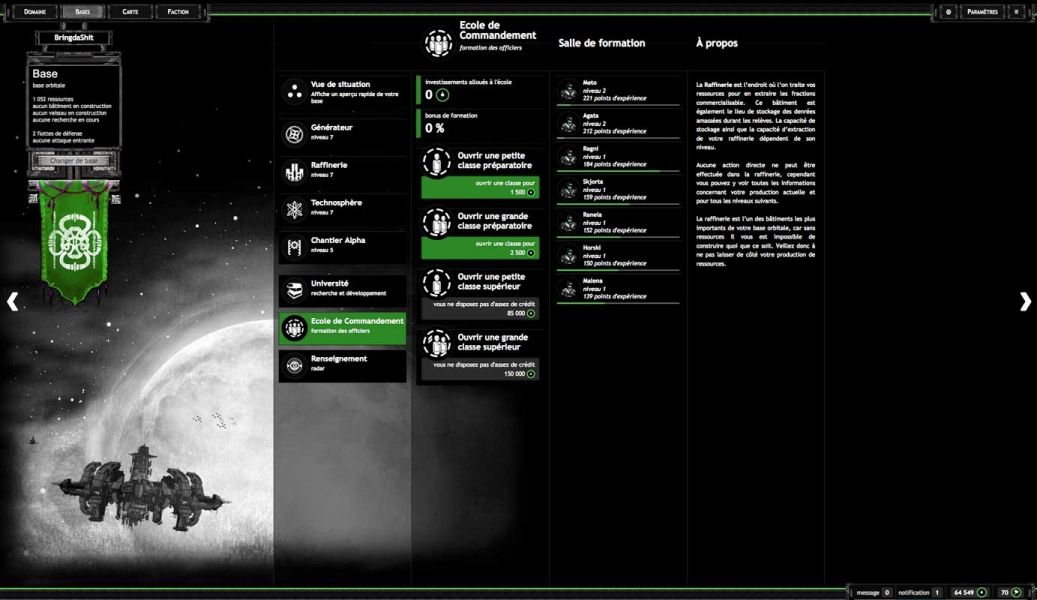 Domaine
Bases
Carte
Faction
Paramètres
BringdaShit
Base
base orbitale
1 052 ressources
aucun bâtiment en construction
aucun vaisseau en construction
aucune recherche en cours
2 flottes de défense
aucune attaque entrante
Changer de base
Vue de situation
Affiche un aperçu rapide de votre
base
Générateur
niveau 7
Raffinerie
niveau 7
Technosphère
niveau 7
Chantier Alpha
niveau 5
Université
recherche et développement
Ecole de Commandement
formation des officiers
Renseignement
radar
Ecole de
Commandement
formation des officiers
investissements alloués à l'école
0
bonus de formation
0 %
Ouvrir une petite
classe préparatoire
ouvrir une classe pour
1 500
Ouvrir une grande
classe préparatoire
ouvrir une classe pour
2 500
Ouvrir une petite
classe supérieur
vous ne disposez pas d'assez de crédit
85 000
Ouvrir une grande
classe supérieur
vous ne disposez pas d'assez de crédit
150 000
Salle de formation
Meto
niveau 2
221 points d'expérience
Agata
niveau 2
212 points d'expérience
Ragni
niveau 1
184 points d'expérience
Skjorta
niveau 1
159 points d'expérience
Ranela
niveau 1
152 points d'expérience
Horski
niveau 1
150 points d'expérience
Malena
niveau 1
139 points d'expérience
À propos
La Raffinerie est l'endroit où l'on traite vos
ressources pour en extraire les fractions
commercialisable. Ce bâtiment est
également le lieu de stockage des denrées
amassées durant les relèves. La capacité de
stockage ainsi que la capacité d'extraction
de votre raffinerie dépendent de son
niveau.
Aucune action directe ne peut être
effectuée dans la raffinerie, cependant
vous pouvez y voir toutes les informations
concernant votre production actuelle et
pour tous les niveaux suivants.
La raffinerie est l'un des bâtiments les plus
importants de votre base orbitale, car sans
ressources il vous est impossible de
construire quoi que ce soit. Veillez donc à
ne pas laisser de côté votre production de
ressources.
message 0
notification 1
64 549
70